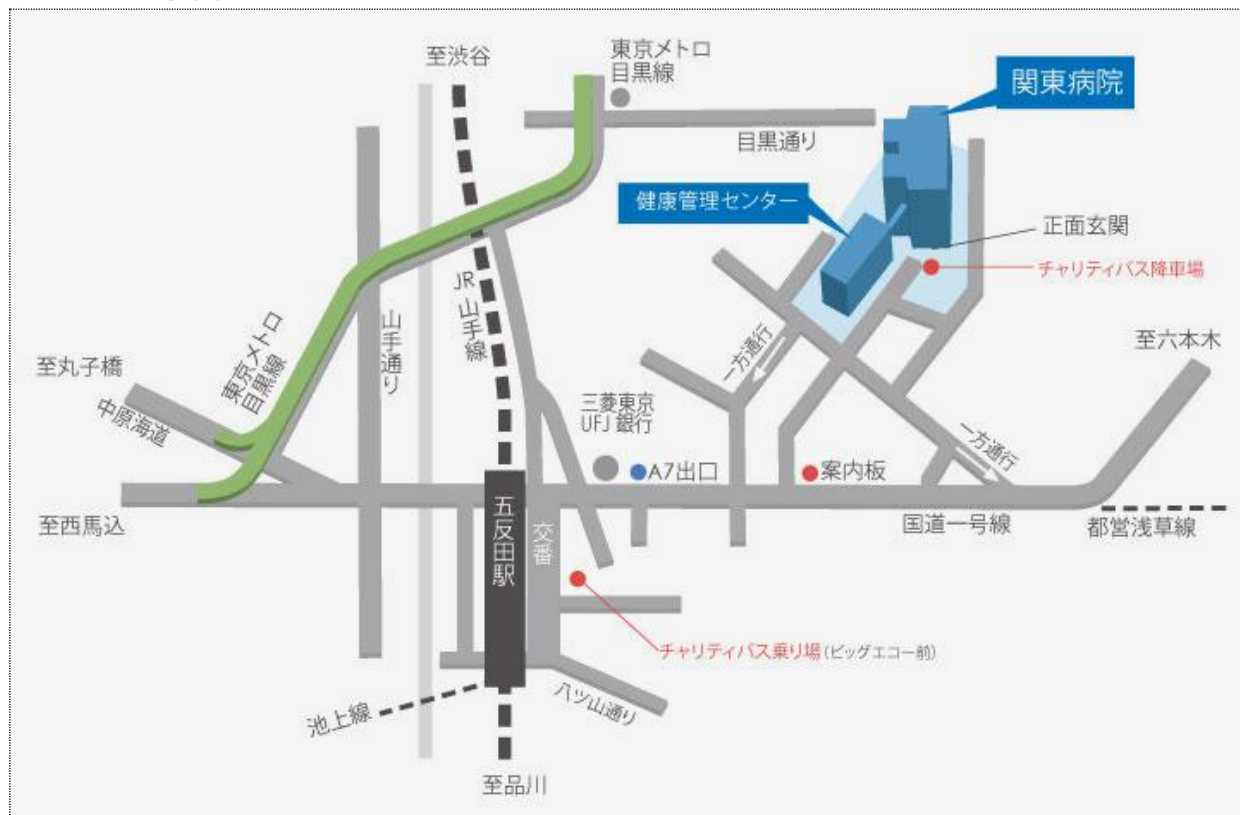 至渋谷
東京メトロ
目黒線
関東病院
目黒通り
健康管理センター
正面玄関
チャリティバス降車場
JR 山手線
山手通り
至六本木
一方通行
至丸子橋
東京メトロ
目黒線
中原海道
三菱東京
UFJ 銀行
A7出口
案内板
一方通行
至西馬込
五反田駅
交番
国道一号線
都営浅草線
チャリティバス乗り場(ビッグエコー前)
池上線
八ツ山通り
至品川